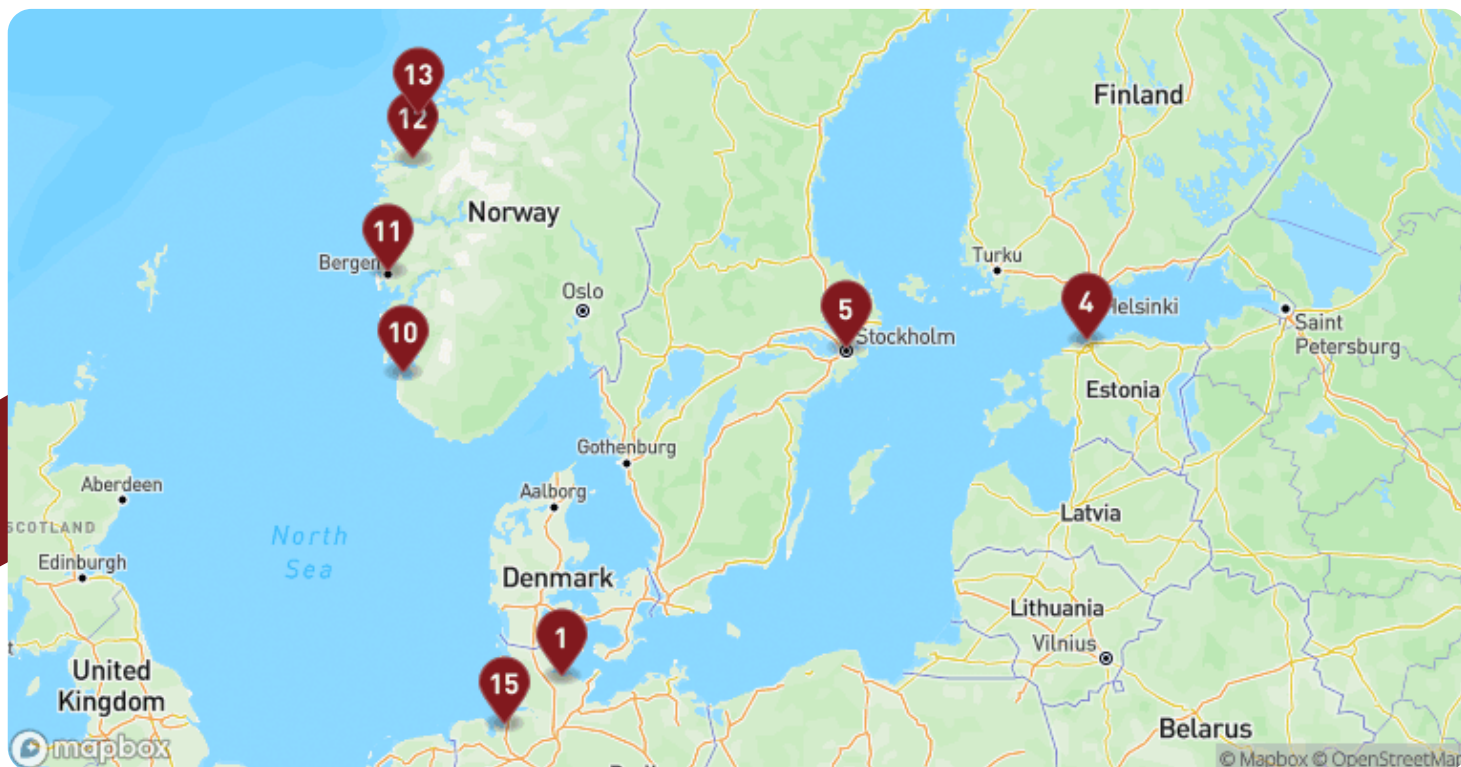 13
Finland
12
Norway
11
Bergen
Turku
Oslo
5
4
Helsinki
Stockholm
Saint
Petersburg
10
Estonia
Gothenburg
Aberdeen
Aalborg
SCOTLAND
Latvia
North
Sea
Edinburgh
Denmark
Lithuania
1
Vilnius
United
Kingdom
15
Belarus
mapbox
© Mapbox © OpenStreetMap